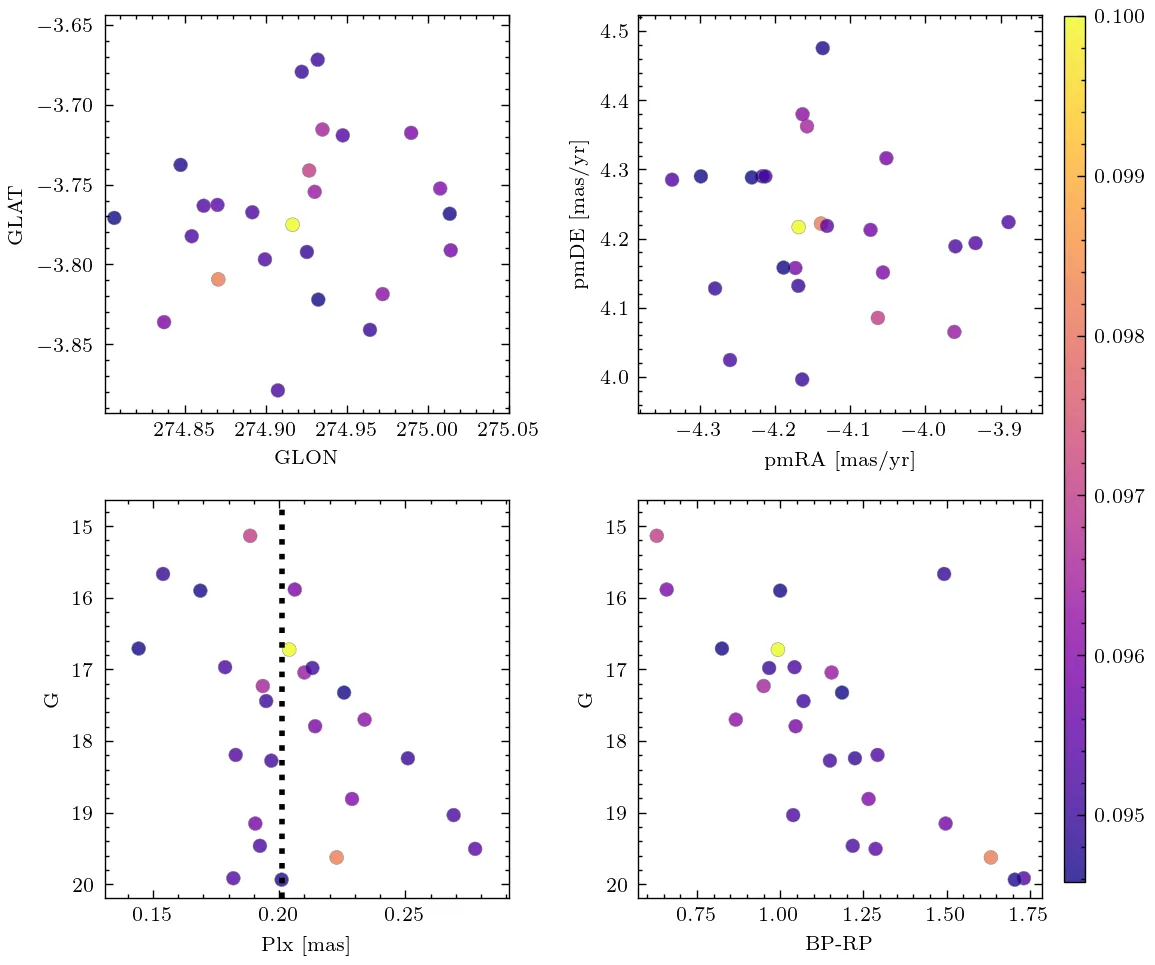 −3.65
−3.70
−3.75
−3.80
−3.85
GLAT
274.85 274.90 274.95 275.00 275.05
GLON
4.5
4.4
4.3
4.2
4.1
4.0
pmDE [mas/yr]
−4.3 −4.2 −4.1 −4.0 −3.9
pmRA [mas/yr]
0.100
0.099
0.098
0.097
0.096
0.095
15
16
17
18
19
20
G
0.15 0.20 0.25
Plx [mas]
15
16
17
18
19
20
G
0.75 1.00 1.25 1.50 1.75
BP-RP